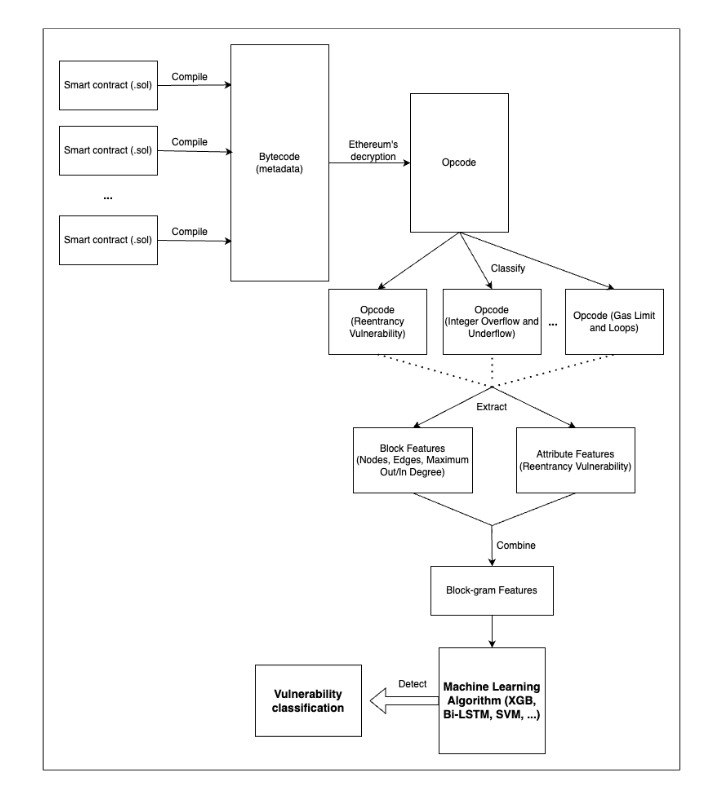 Smart contract (.sol)
Compile
Smart contract (.sol)
Compile
...
Smart contract (.sol)
Compile
Bytecode
(metadata)
Ethereum's
decryption
Opcode
Classify
Opcode
(Reentrancy
Vulnerability)
Opcode
(Integer Overflow and
Underflow)
...
Opcode (Gas Limit
and Loops)
Extract
Block Features
(Nodes, Edges, Maximum
Out/In Degree)
Attribute Features
(Reentrancy Vulnerability)
Combine
Block-gram Features
Machine Learning
Algorithm (XGB,
Bi-LSTM, SVM, ...)
Detect
Vulnerability
classification